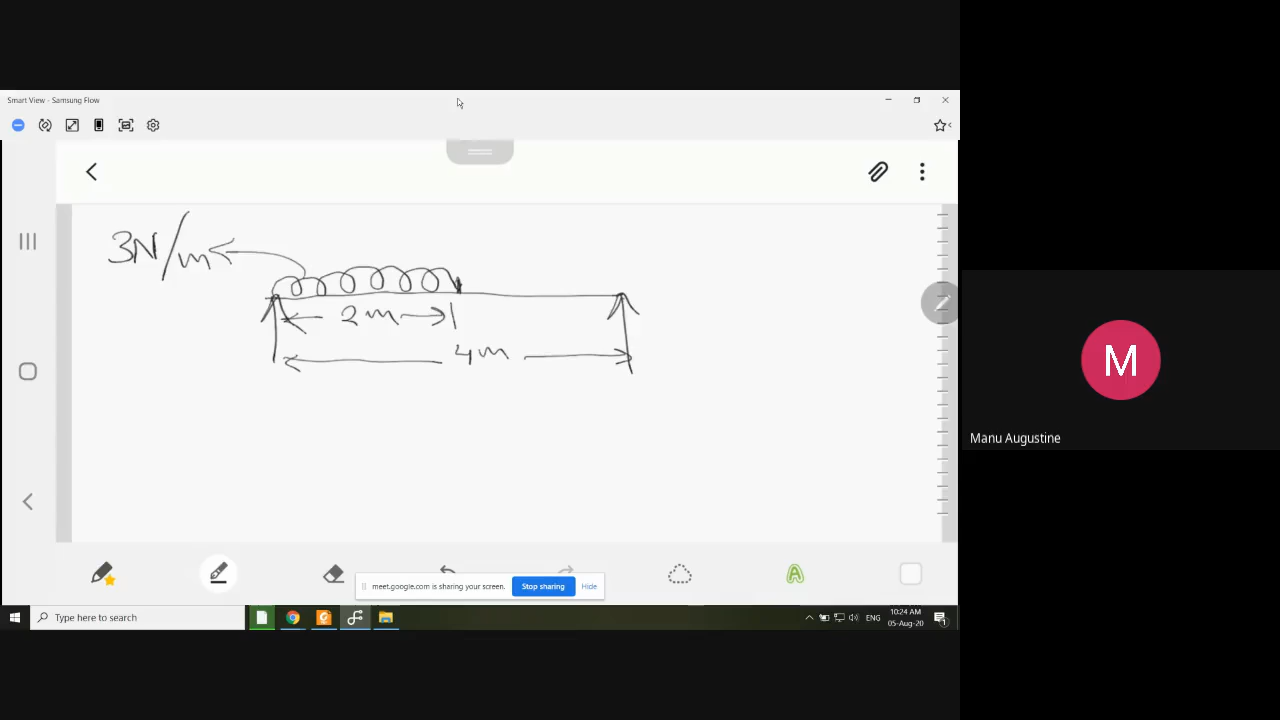 Smart View - Samsung Flow
3N/m
2m
4m
M
Manu Augustine
A
meet.google.com is sharing your screen.
Stop sharing
Hide
Type here to search
ENG
10:24 AM
05-Aug-20
1